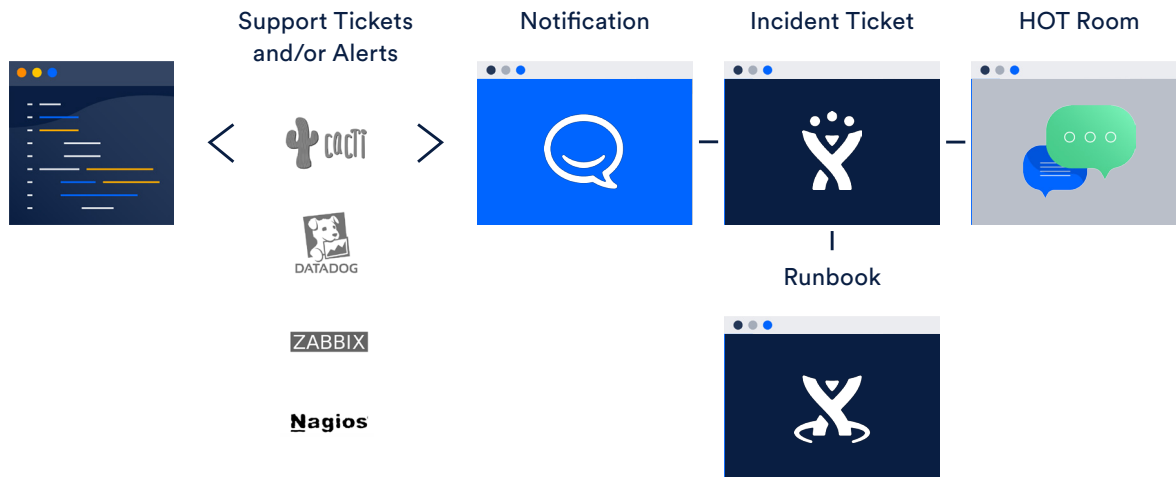 Support Tickets
and/or Alerts
Notification
Incident Ticket
HOT Room
cacti
DATADOG
Runbook
ZABBIX
Nagios